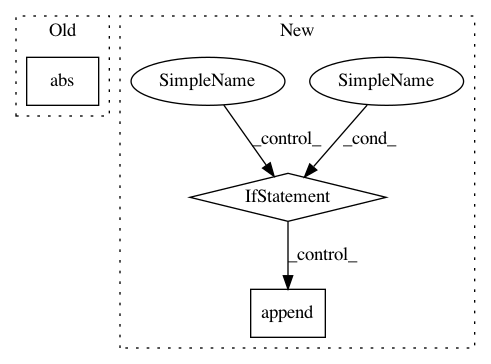 Old
New
abs
SimpleName
SimpleName
_control_
_cond_
IfStatement
_control_
append